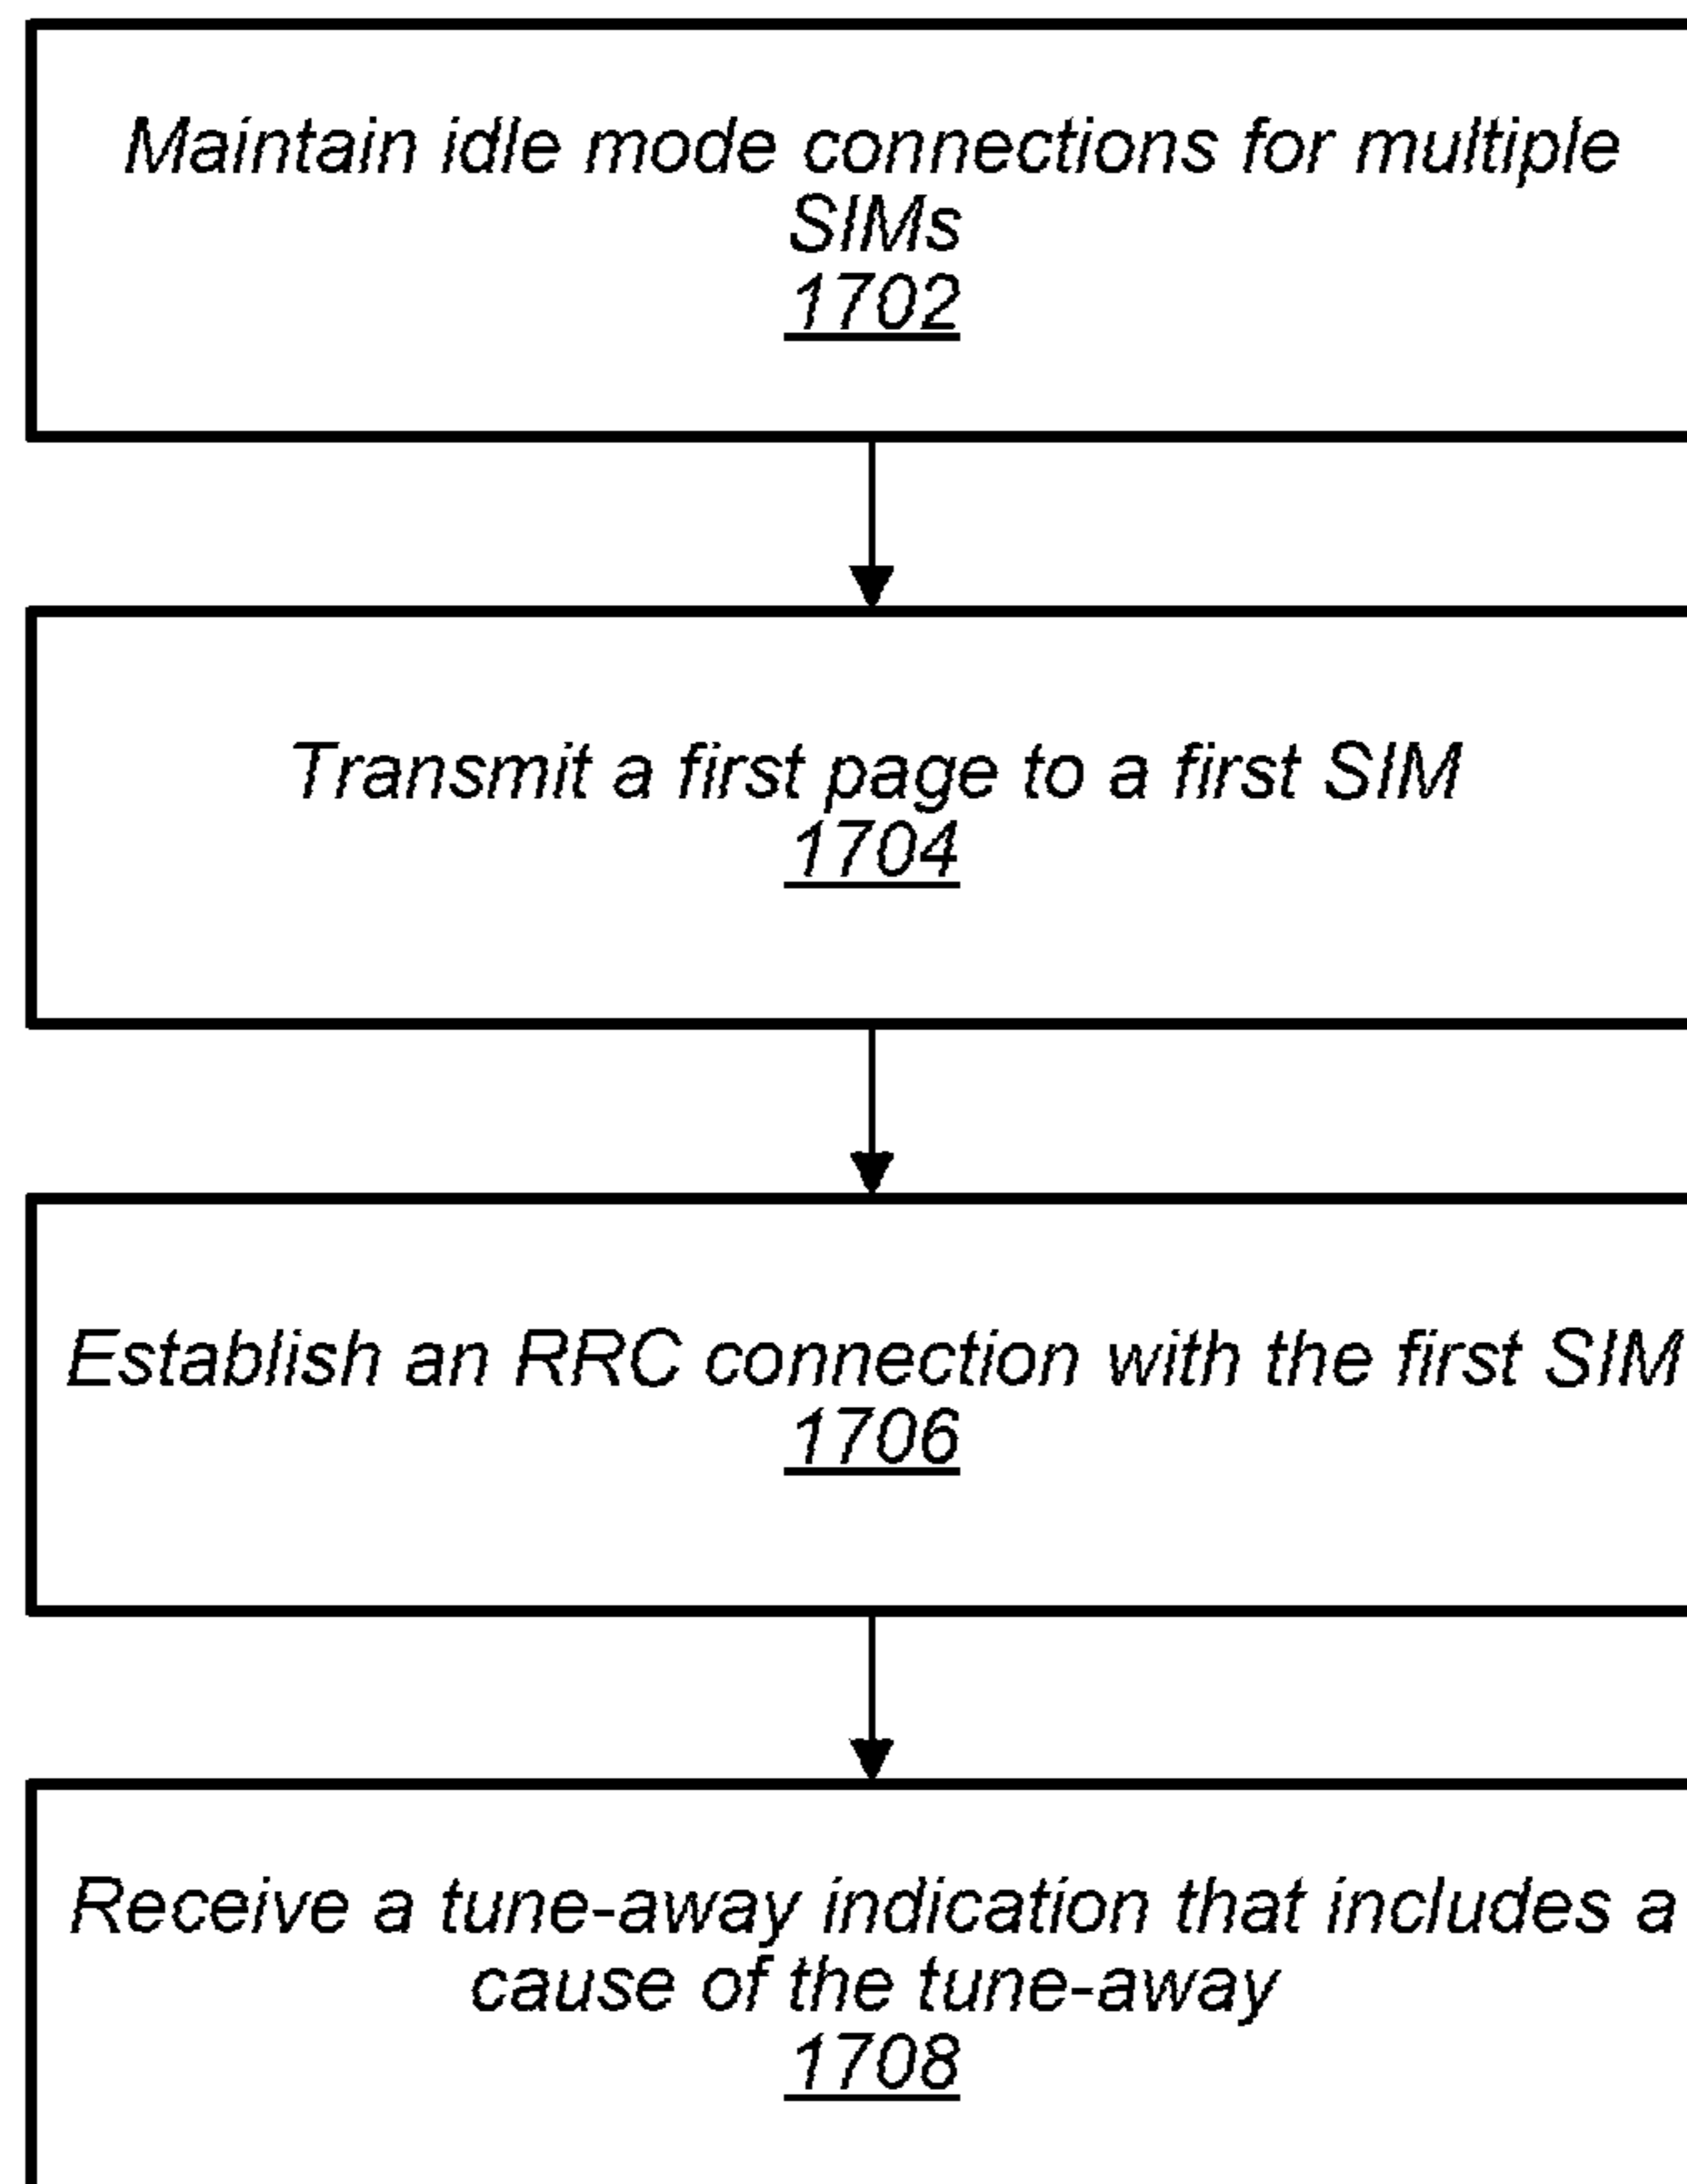 Maintain idle mode connections for multiple
SIMs
1702
Transmit a first page to a first SIM
1704
Establish an RRC connection with the first SIM
1706
Receive a tune-away indication that includes a
cause of the tune-away
1708